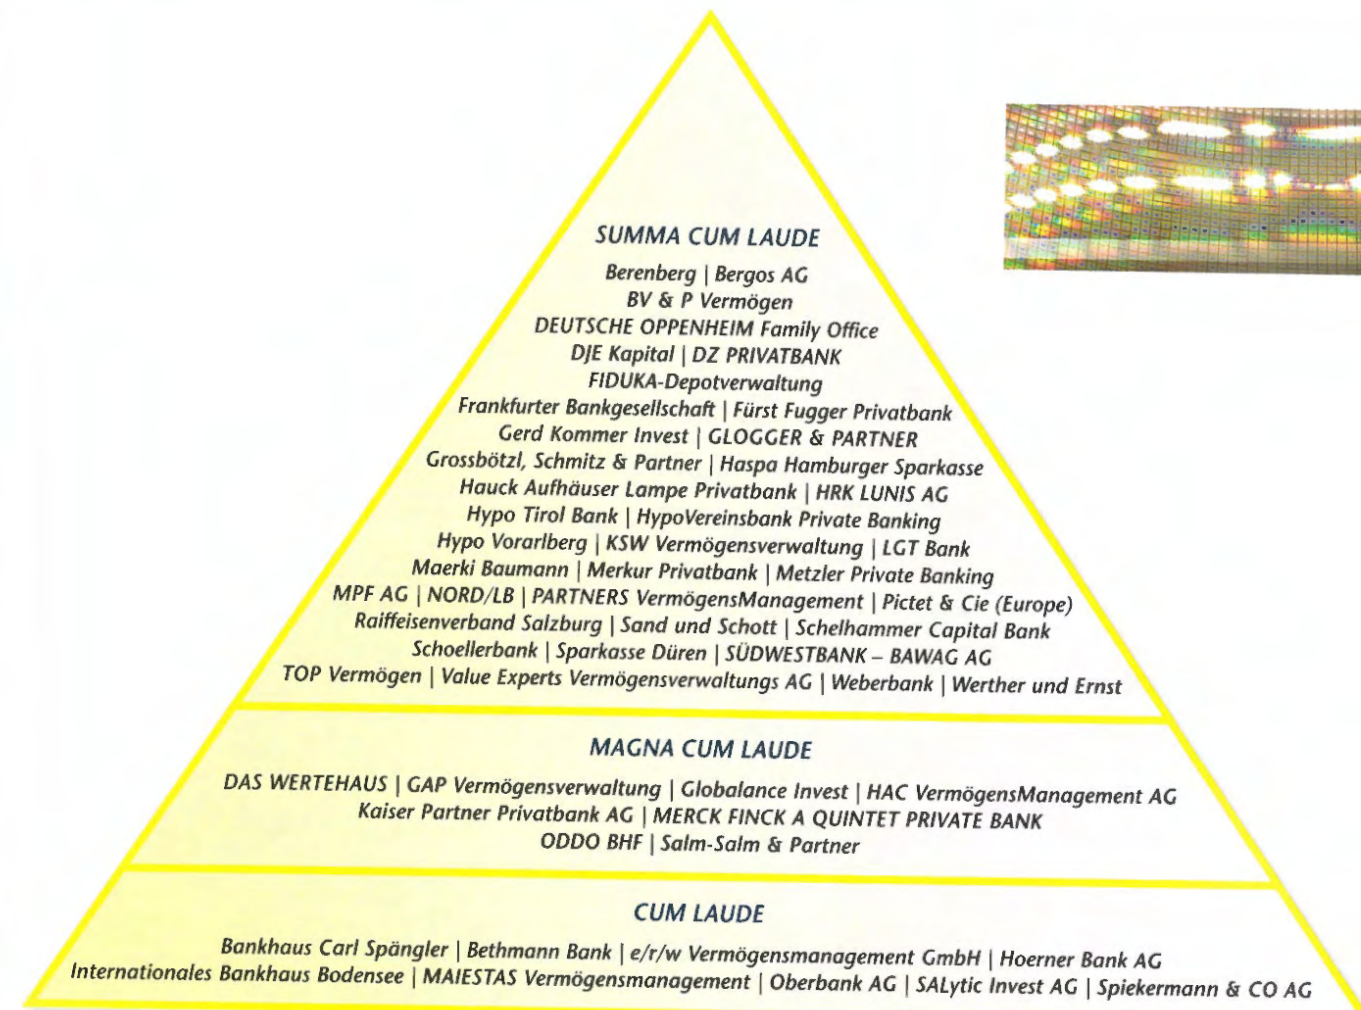 SUMMA CUM LAUDE
Berenberg | Bergos AG
BV & P Vermögen
DEUTSCHE OPPENHEIM Family Office
DJE Kapital | DZ PRIVATBANK
FIDUKA-Depotverwaltung
Frankfurter Bankgesellschaft | Fürst Fugger Privatbank
Gerd Kommer Invest | GLOGGER & PARTNER
Grossbötzl, Schmitz & Partner | Haspa Hamburger Sparkasse
Hauck Aufhäuser Lampe Privatbank | HRK LUNIS AG
Hypo Tirol Bank | HypoVereinsbank Private Banking
Hypo Vorarlberg | KSW Vermögensverwaltung | LGT Bank
Maerki Baumann | Merkur Privatbank | Metzler Private Banking
MPF AG | NORD/LB | PARTNERS VermögensManagement | Pictet & Cie (Europe)
Raiffeisenverband Salzburg | Sand und Schott | Schelhammer Capital Bank
Schoellerbank | Sparkasse Düren | SÜDWESTBANK – BAWAG AG
TOP Vermögen | Value Experts Vermögensverwaltungs AG | Weberbank | Werther und Ernst
MAGNA CUM LAUDE
DAS WERTEHAUS | GAP Vermögensverwaltung | Globalance Invest | HAC VermögensManagement AG
Kaiser Partner Privatbank AG | MERCK FINCK A QUINTET PRIVATE BANK
ODDO BHF | Salm-Salm & Partner
CUM LAUDE
Bankhaus Carl Spängler | Bethmann Bank | e/r/w Vermögensmanagement GmbH | Hoerner Bank AG
Internationales Bankhaus Bodensee | MAIESTAS Vermögensmanagement | Oberbank AG | SALytic Invest AG | Spiekermann & CO AG